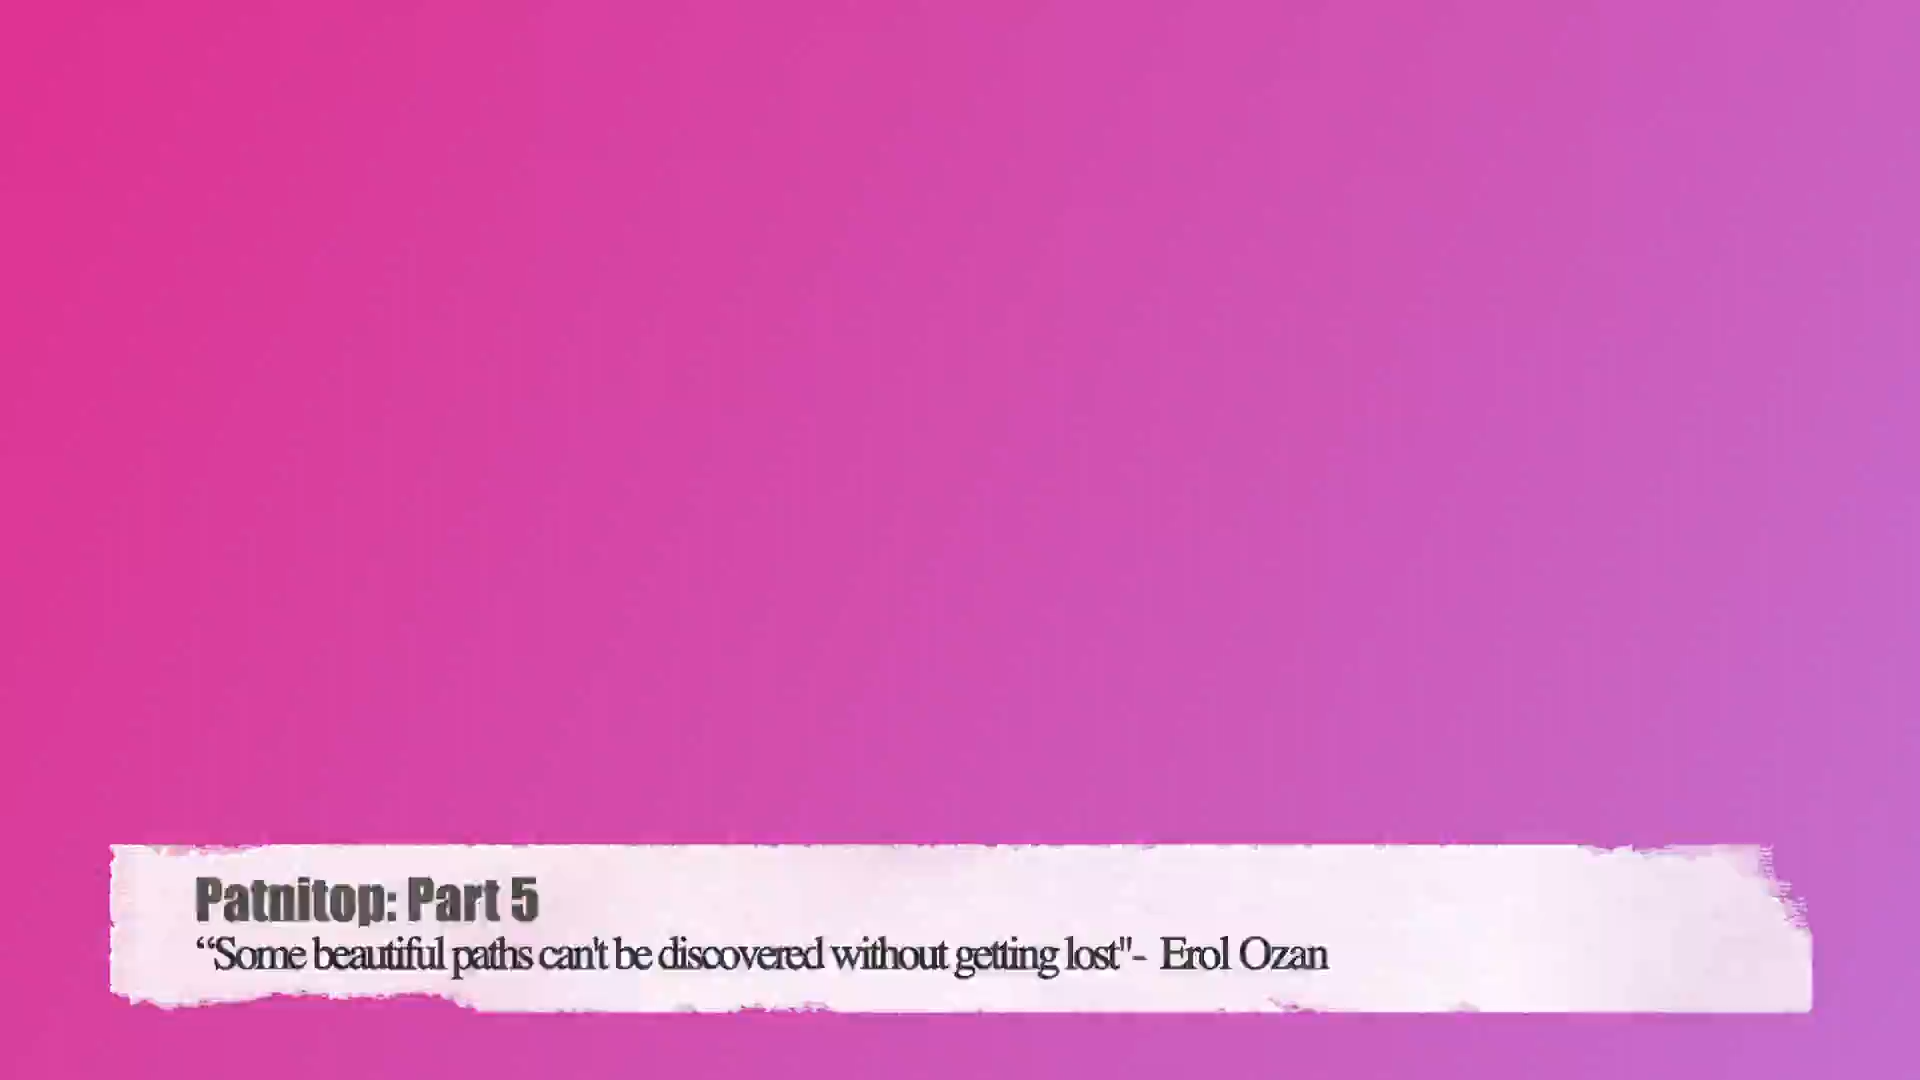 Patnitop: Part 5
“Some beautiful paths can't be discovered without getting lost"- Erol Ozan